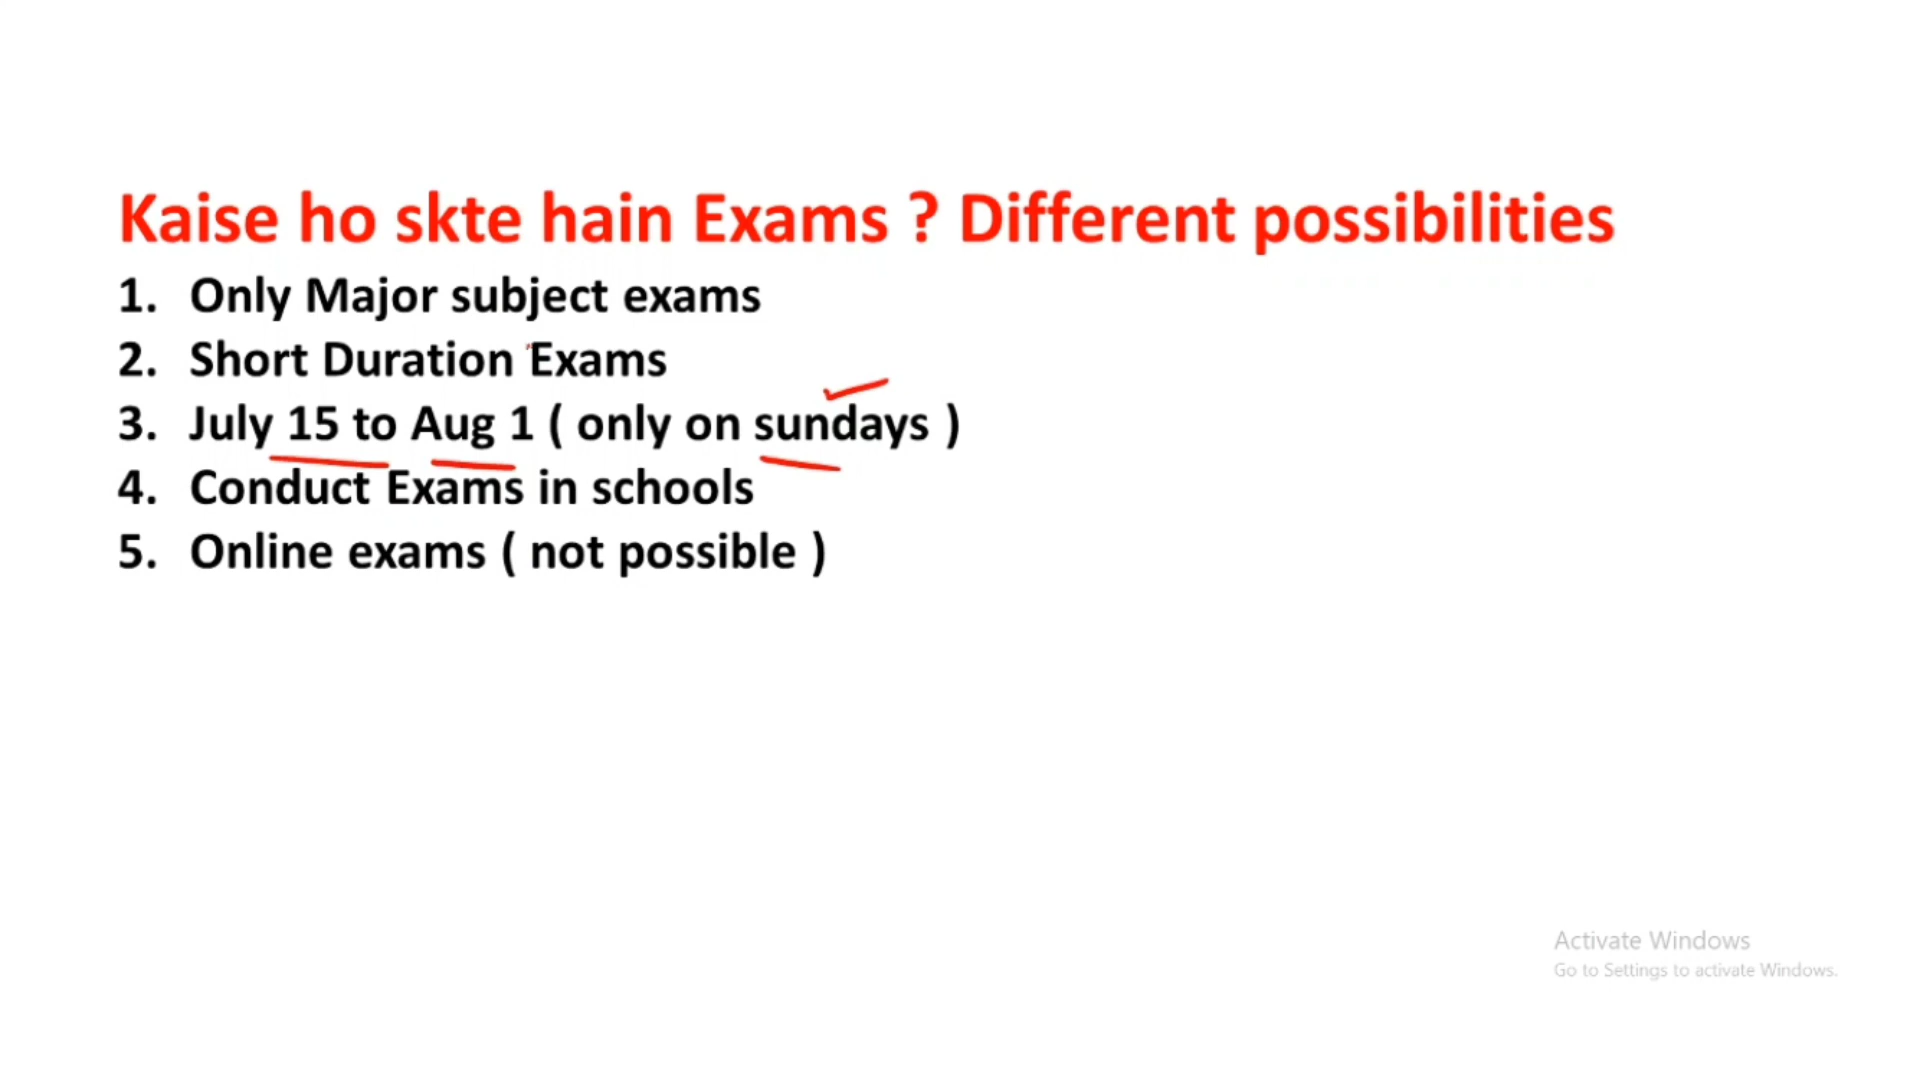 Kaise ho skte hain Exams ? Different possibilities
1. Only Major subject exams
2. Short Duration Exams
3. July 15 to Aug 1 ( only on sundays )
4. Conduct Exams in schools
5. Online exams ( not possible )
Activate Windows
Go to Settings to activate Windows.